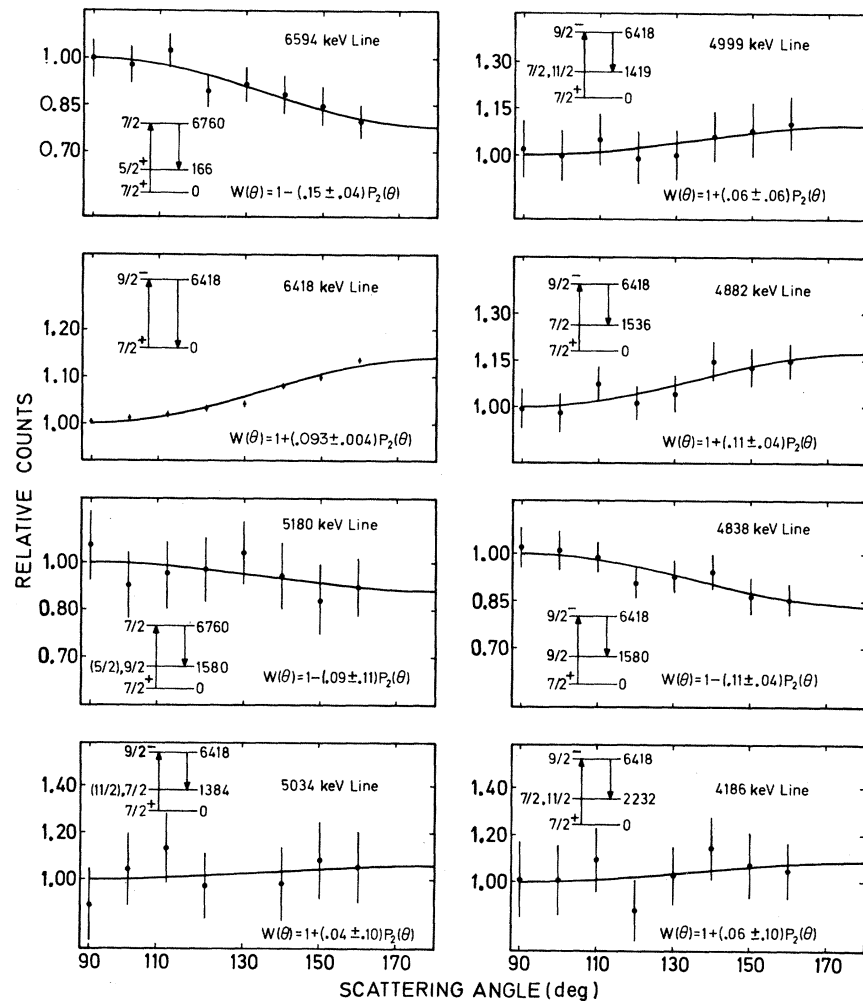 RELATIVE COUNTS
1.00
0.85
0.70
6594 keV Line
7/2 6760
5/2+ 166
7/2+ 0
W(θ)=1-(.15±.04)P2(θ)
1.30
1.15
1.00
4999 keV Line
9/2- 6418
7/2,11/2 1419
7/2+ 0
W(θ)=1+(.06±.06)P2(θ)
1.20
1.10
1.00
6418 keV Line
9/2- 6418
7/2+ 0
W(θ)=1+(.093±.004)P2(θ)
1.30
1.15
1.00
4882 keV Line
9/2- 6418
7/2 1536
7/2+ 0
W(θ)=1+(.11±.04)P2(θ)
1.00
0.80
0.70
5180 keV Line
7/2 6760
(5/2),9/2 1580
7/2+ 0
W(θ)=1-(.09±.11)P2(θ)
1.00
0.85
0.70
4838 keV Line
9/2- 6418
9/2 1580
7/2+ 0
W(θ)=1-(.11±.04)P2(θ)
1.40
1.20
1.00
5034 keV Line
9/2- 6418
(11/2),7/2 1384
7/2+ 0
W(θ)=1+(.04±.10)P2(θ)
90 110 130 150 170
1.40
1.20
1.00
4186 keV Line
9/2- 6418
7/2,11/2 2232
7/2+ 0
W(θ)=1+(.06±.10)P2(θ)
90 110 130 150 170
SCATTERING ANGLE (deg)